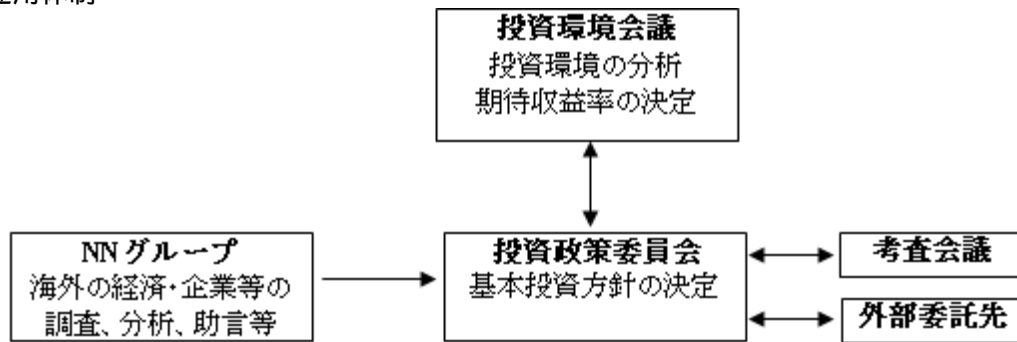 投資環境会議
投資環境の分析
期待収益率の決定
NNグループ
海外の経済・企業等の
調査、分析、助言等
投資政策委員会
基本投資方針の決定
考査会議
外部委託先